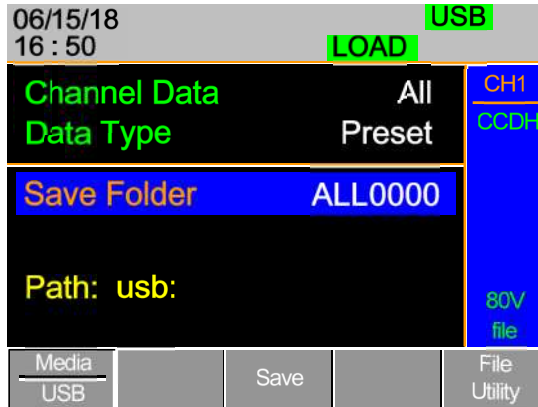 06/15/18 USB
16 : 50 LOAD
Channel Data All
Data Type Preset
CH1
CCDH
Save Folder ALL0000
Path: usb:
80V
file
Media
USB
Save
File
Utility